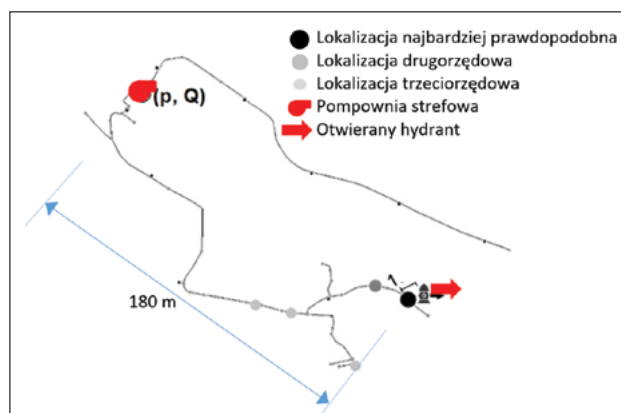 Lokalizacja najbardziej prawdopodobna
Lokalizacja drugorzędowa
Lokalizacja trzeciorzędowa
Pompownia strefowa
Otwierany hydrant
(p, Q)
180 m